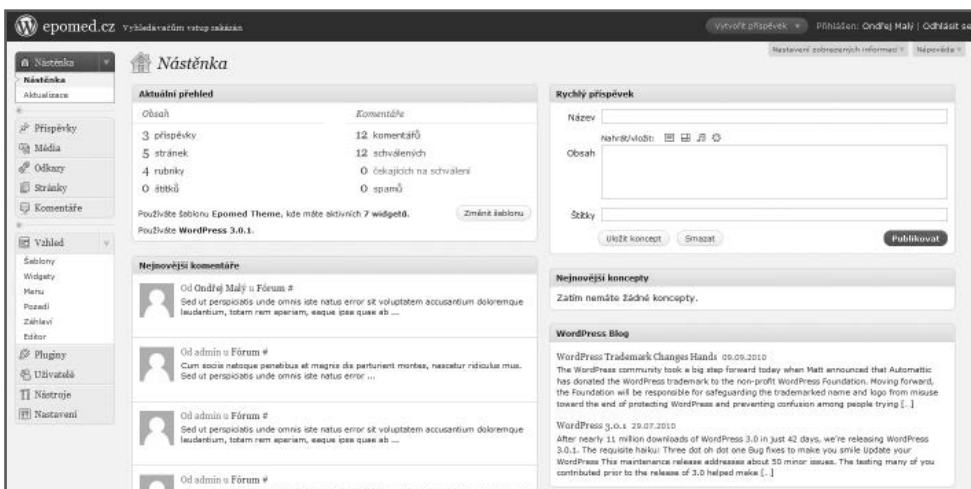 epomed.cz Vyhledávačům vstup zakázán
Vytvořit příspěvek
Přihlášen: Ondřej Malý | Odhlásit se
Nastavení zobrazených informací
Nápověda
Nástěnka
Nástěnka
Aktualizace
Příspěvky
Média
Odkazy
Stránky
Komentáře
Vzhled
Šablony
Widgety
Menu
Pozadí
Záhlaví
Editor
Pluginy
Uživatelé
Nástroje
Nastavení
Nástěnka
Aktuální přehled
Obsah
3 příspěvky
5 stránek
4 rubriky
0 štítků
Komentáře
12 komentářů
12 schválených
0 čekajících na schválení
0 spamů
Používáte šablonu Epomed Theme, kde máte aktivních 7 widgetů.
Změnit šablonu
Používáte WordPress 3.0.1.
Nejnovější komentáře
Od Ondřej Malý u Fórum #
Sed ut perspiciatis unde omnis iste natus error sit voluptatem accusantium doloremque
laudantium, totam rem aperiam, eaque ipsa quae ab ...
Od admin u Fórum #
Cum sociis natoque penatibus et magnis dis parturient montes, nascetur ridiculus mus.
Sed ut perspiciatis unde omnis iste natus error ...
Od admin u Fórum #
Sed ut perspiciatis unde omnis iste natus error sit voluptatem accusantium doloremque
laudantium, totam rem aperiam, eaque ipsa quae ab ...
Od admin u Fórum #
Rychlý příspěvek
Název
Nahrát/vložit:
Obsah
Štítky
Uložit koncept
Smazat
Publikovat
Nejnovější koncepty
Zatím nemáte žádné koncepty.
WordPress Blog
WordPress Trademark Changes Hands 09.09.2010
The WordPress community took a big step forward today when Matt announced that Automattic
has donated the WordPress trademark to the non-profit WordPress Foundation. Moving forward,
the Foundation will be responsible for safeguarding the trademarked name and logo from misuse
toward the end of protecting WordPress and preventing confusion among people trying [...]
WordPress 3.0.1 29.07.2010
After nearly 11 million downloads of WordPress 3.0 in just 42 days, we're releasing WordPress
3.0.1. The requisite haiku: Three dot oh dot one Bug fixes to make you smile Update your
WordPress This maintenance release addresses about 50 minor issues. The testing many of you
contributed prior to the release of 3.0 helped make [...]